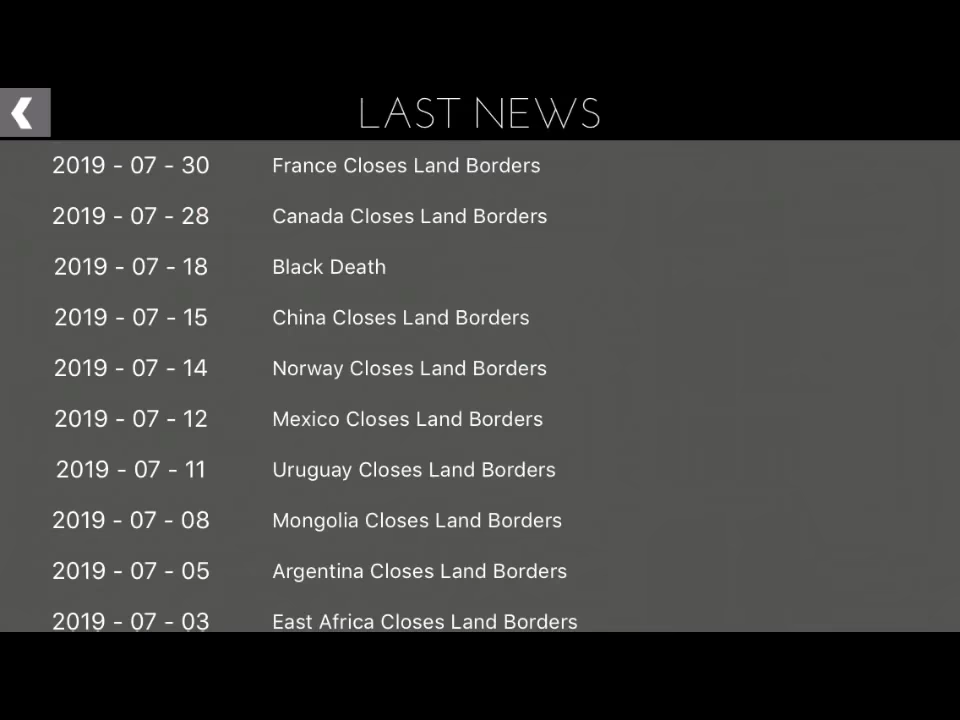 LAST NEWS
2019 - 07 - 30 France Closes Land Borders
2019 - 07 - 28 Canada Closes Land Borders
2019 - 07 - 18 Black Death
2019 - 07 - 15 China Closes Land Borders
2019 - 07 - 14 Norway Closes Land Borders
2019 - 07 - 12 Mexico Closes Land Borders
2019 - 07 - 11 Uruguay Closes Land Borders
2019 - 07 - 08 Mongolia Closes Land Borders
2019 - 07 - 05 Argentina Closes Land Borders
2019 - 07 - 03 East Africa Closes Land Borders